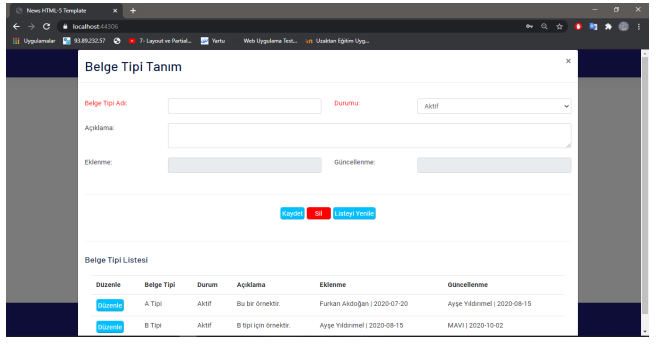 News HTML-5 Template
localhost:44306
Uygulamalar 93.89.232.57 7- Layout ve Partial... Yartu Web Uygulama Test... Uzaktan Eğitim Uyg...
Belge Tipi Tanım
Belge Tipi Adı: Durumu: Aktif
Açıklama:
Eklenme: Güncellenme:
Kaydet Sil Listeyi Yenile
Belge Tipi Listesi
Düzenle Belge Tipi Durum Açıklama Eklenme Güncellenme
Düzenle A Tipi Aktif Bu bir örnektir. Furkan Akdoğan | 2020-07-20 Ayşe Yıldırımel | 2020-08-15
Düzenle B Tipi Aktif B tipi için örnektir. Ayşe Yıldırımel | 2020-08-15 MAVI | 2020-10-02